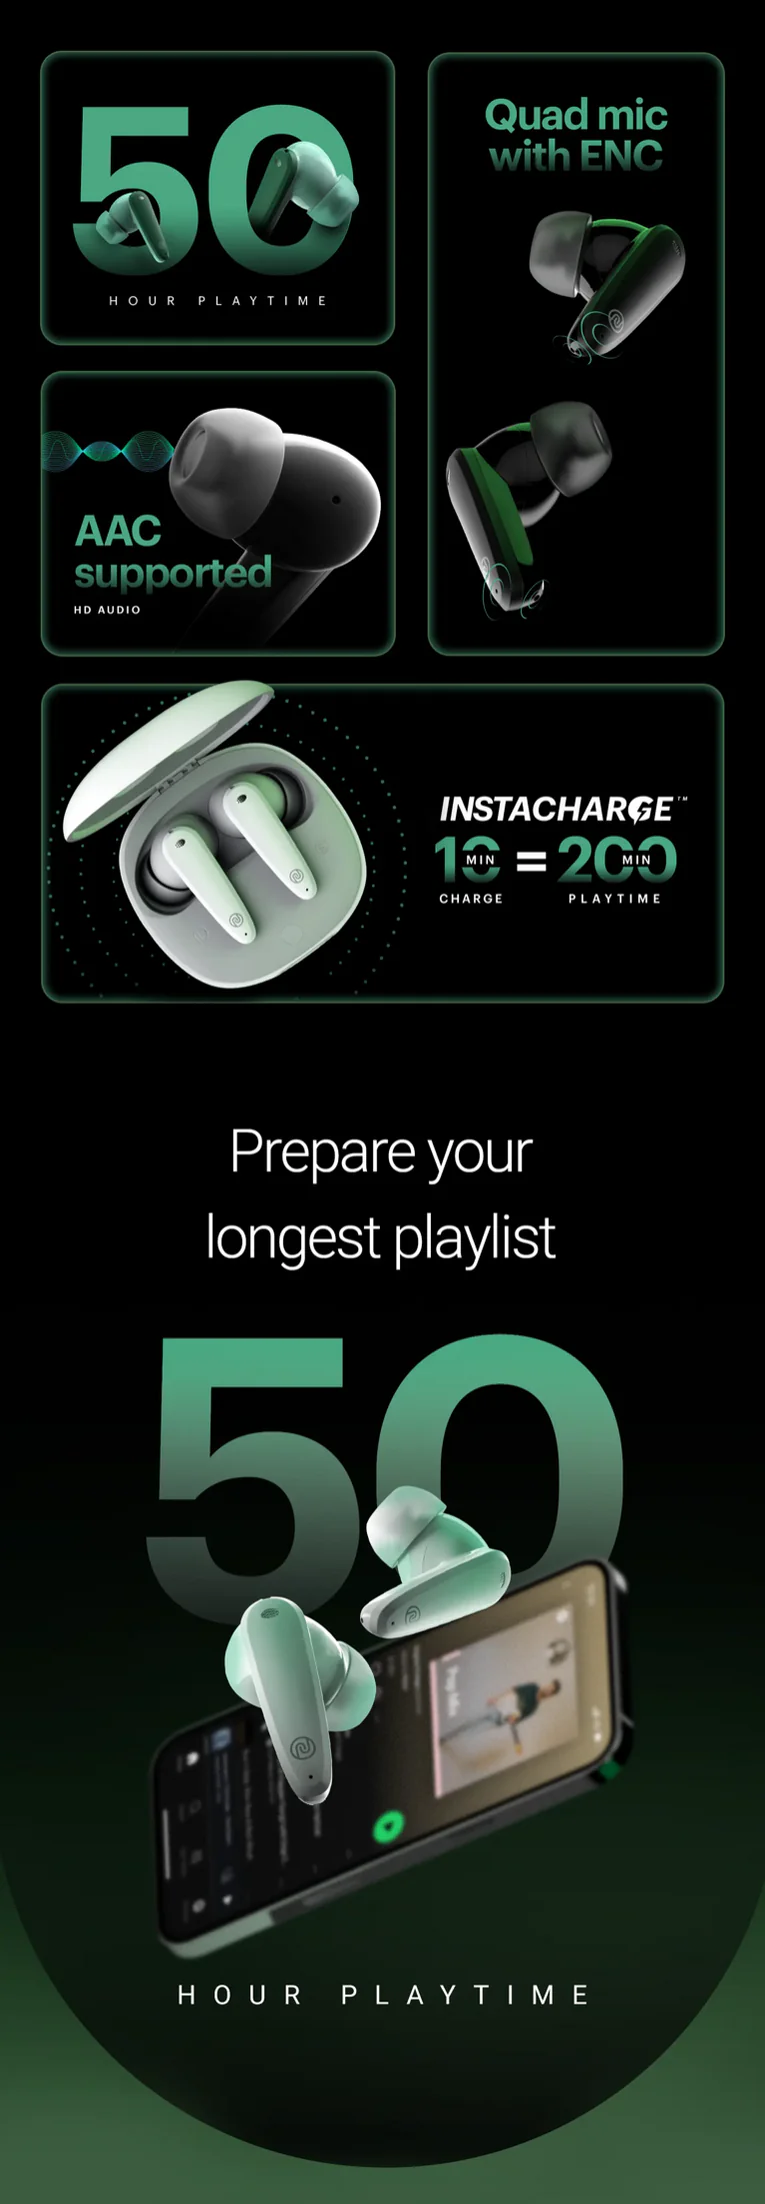 50
HOUR PLAYTIME
Quad mic
with ENC
AAC
supported
HD AUDIO
INSTACHARGE™
10 MIN = 200 MIN
CHARGE PLAYTIME
Prepare your
longest playlist
50
HOUR PLAYTIME